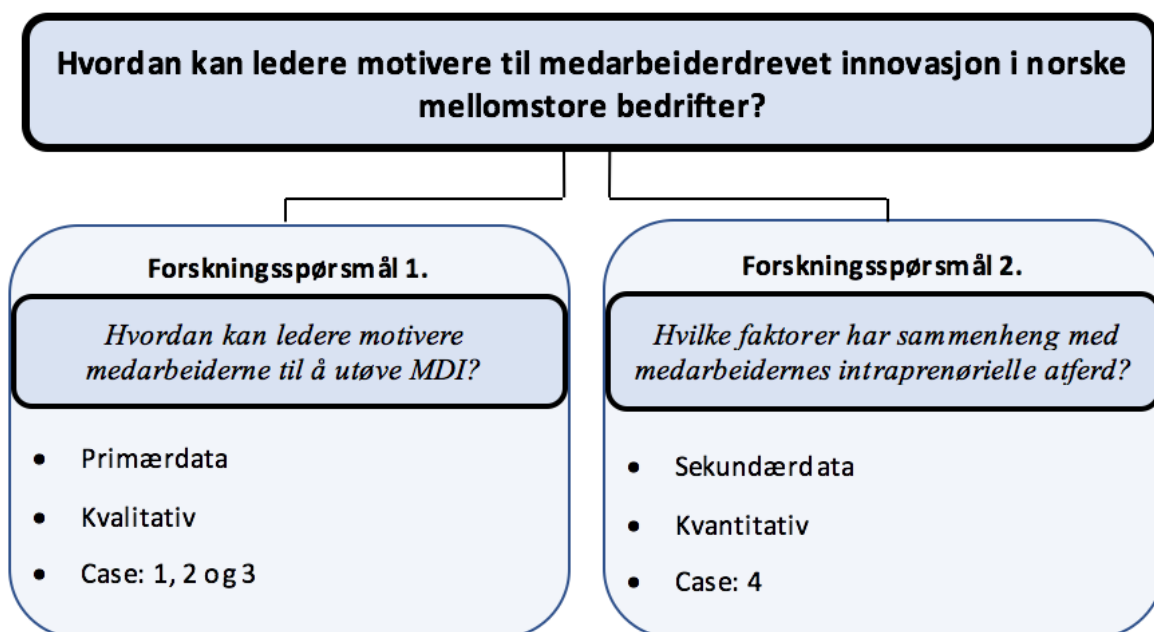 Hvordan kan ledere motivere til medarbeiderdrevet innovasjon i norske
mellomstore bedrifter?
Forskningsspørsmål 1.
Hvordan kan ledere motivere
medarbeiderne til å utøve MDI?
• Primærdata
• Kvalitativ
• Case: 1, 2 og 3
Forskningsspørsmål 2.
Hvilke faktorer har sammenheng med
medarbeidernes intraprenørielle atferd?
• Sekundærdata
• Kvantitativ
• Case: 4